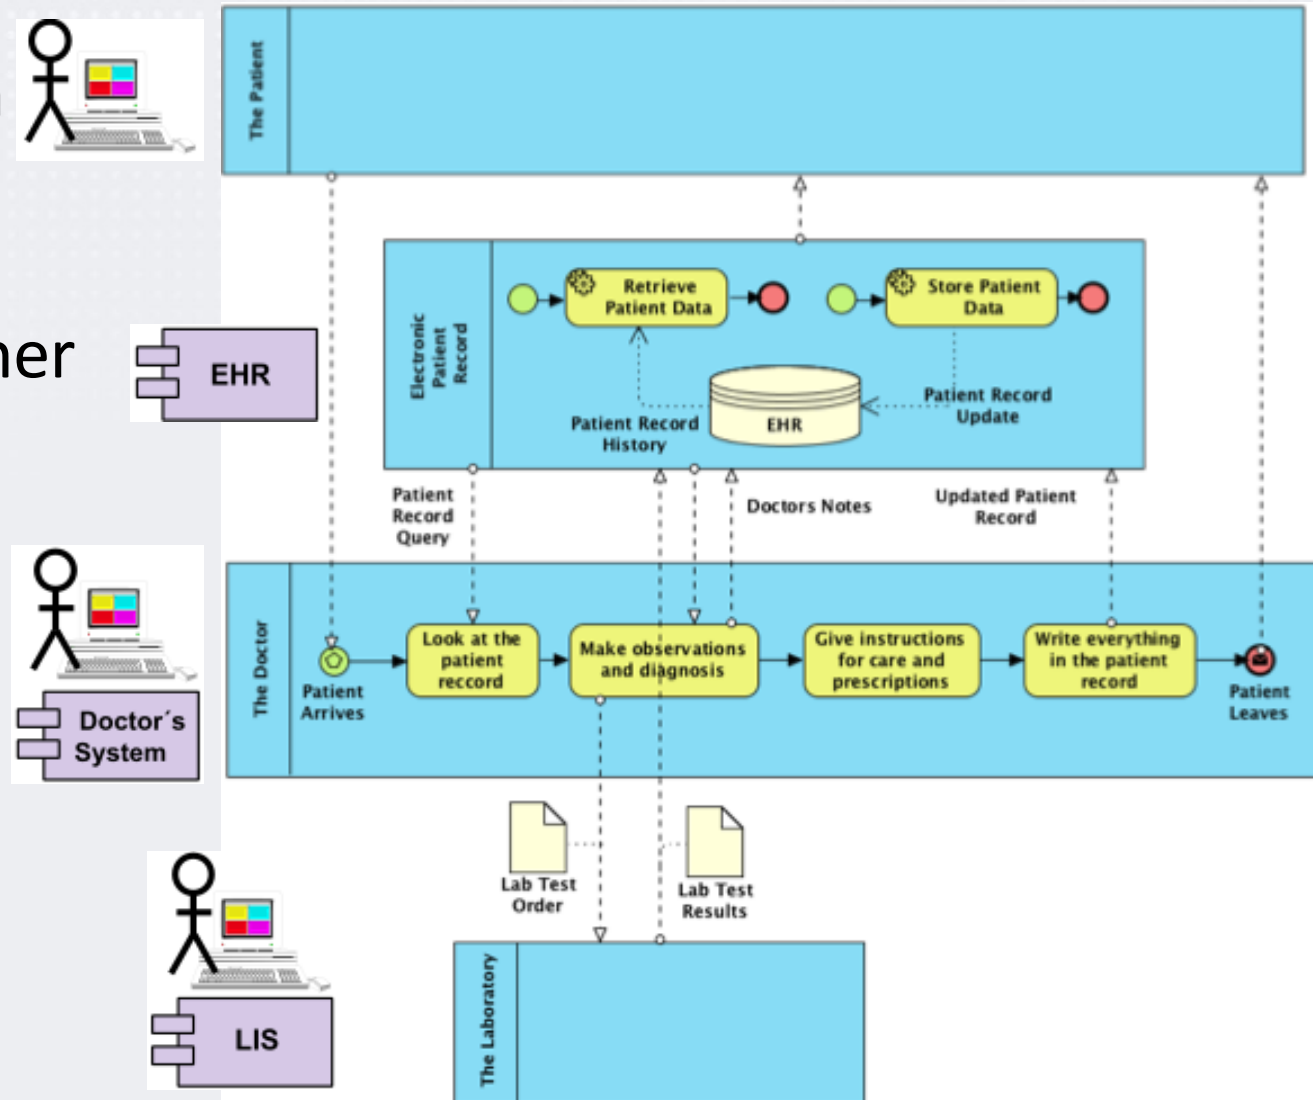 The Patient
Retrieve
Patient Data
Store Patient
Data
Electronic
Patient
Record
ner
EHR
Patient Record
History
EHR
Patient Record
Update
Patient
Record
Query
Doctors Notes
Updated Patient
Record
The Doctor
Look at the
patient
reccord
Make observations
and diagnosis
Give instructions
for care and
prescriptions
Write everything
in the patient
record
Patient
Arrives
Patient
Leaves
Doctor´s
System
Lab Test
Order
Lab Test
Results
The Laboratory
LIS